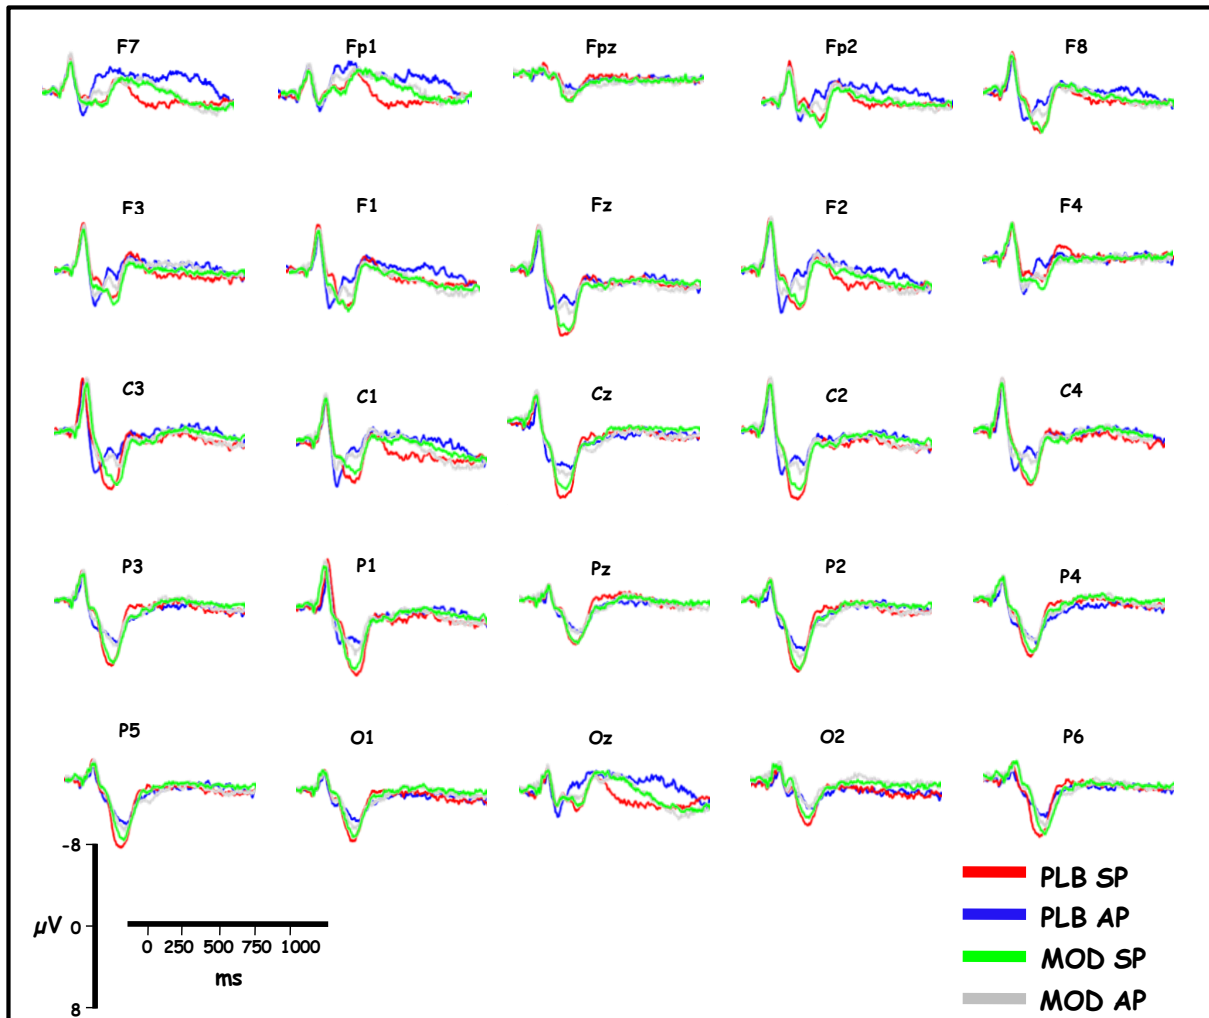 F7 Fp1 Fpz Fp2 F8
F3 F1 Fz F2 F4
C3 C1 Cz C2 C4
P3 P1 Pz P2 P4
P5 O1 Oz O2 P6
-8
µV 0
8
0 250 500 750 1000
ms
PLB SP
PLB AP
MOD SP
MOD AP